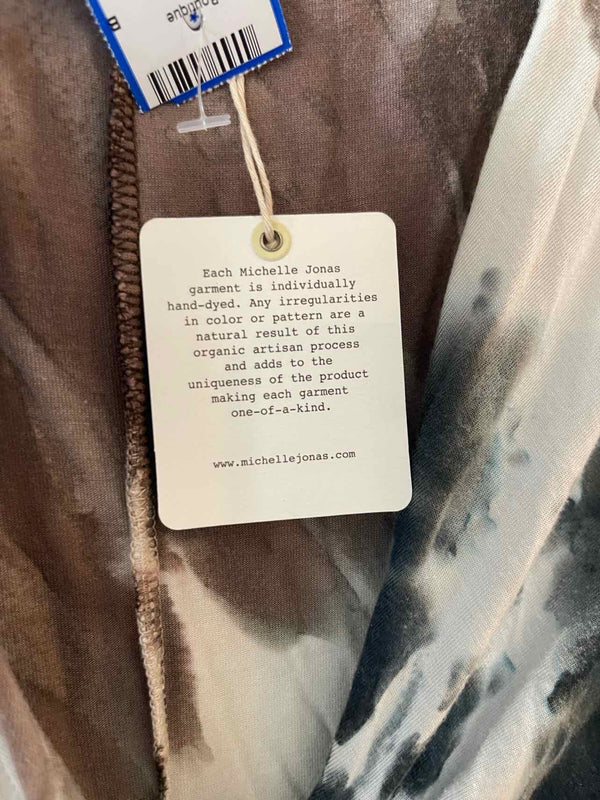 Boutique
B
Each Michelle Jonas
garment is individually
hand-dyed. Any irregularities
in color or pattern are a
natural result of this
organic artisan process
and adds to the
uniqueness of the product
making each garment
one-of-a-kind.
www.michellejonas.com